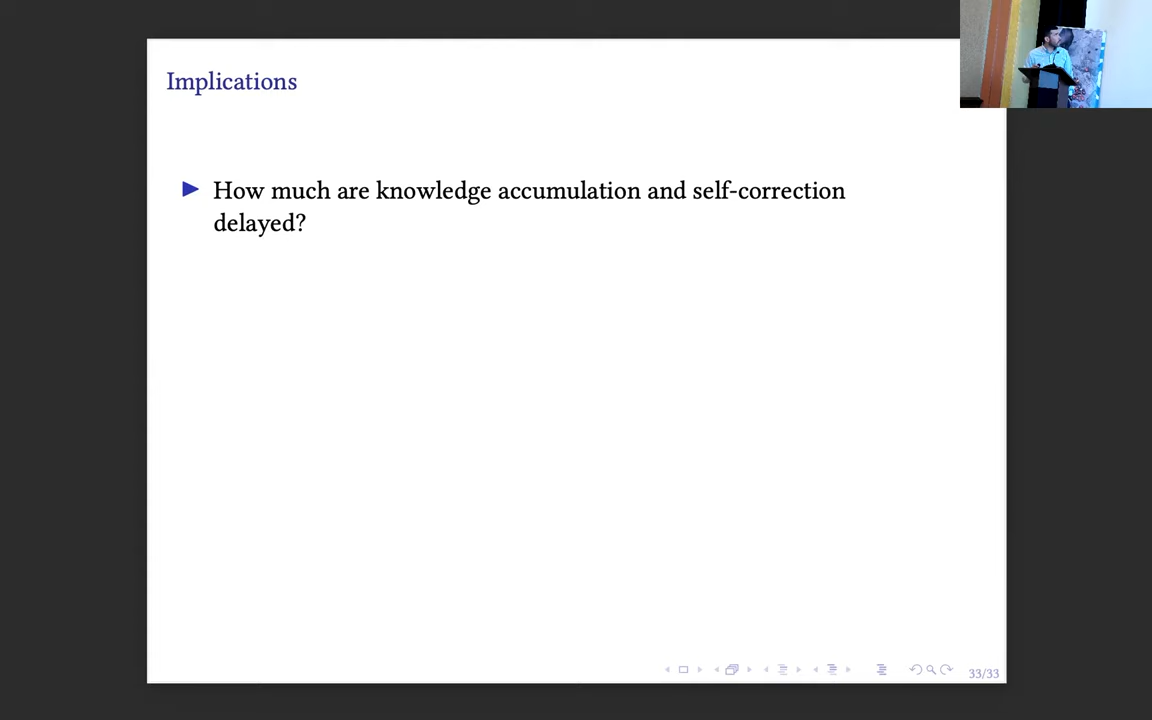 Implications
▶ How much are knowledge accumulation and self-correction
delayed?
33/33